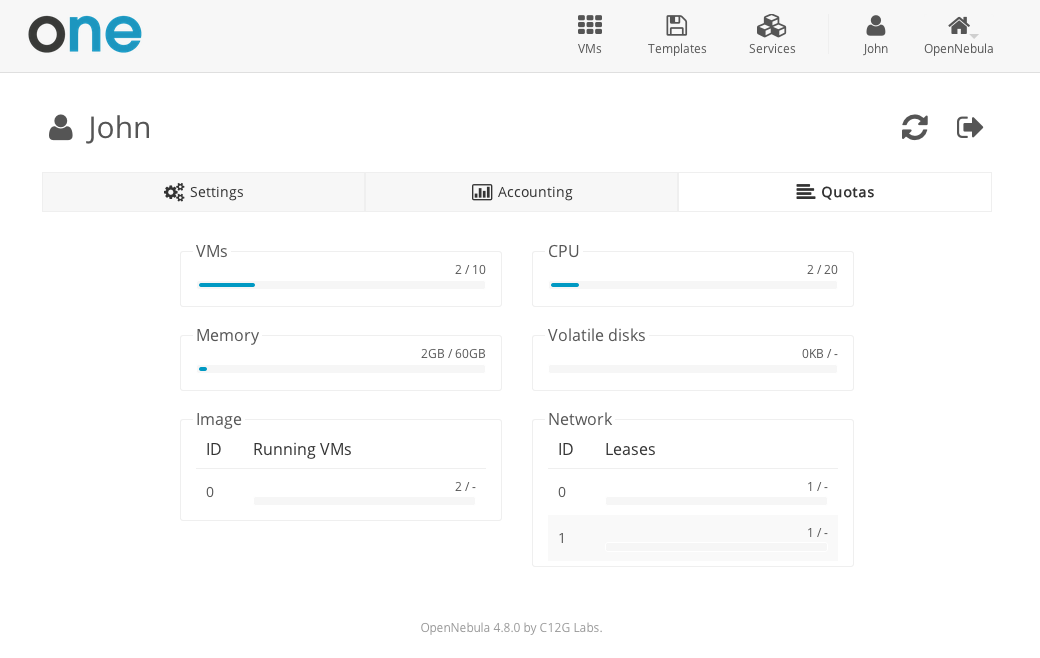 one
VMs Templates Services John OpenNebula
John
Settings Accounting Quotas
VMs
2 / 10
CPU
2 / 20
Memory
2GB / 60GB
Volatile disks
0KB / -
Image
ID Running VMs
0 2 / -
Network
ID Leases
0 1 / -
1 1 / -
OpenNebula 4.8.0 by C12G Labs.